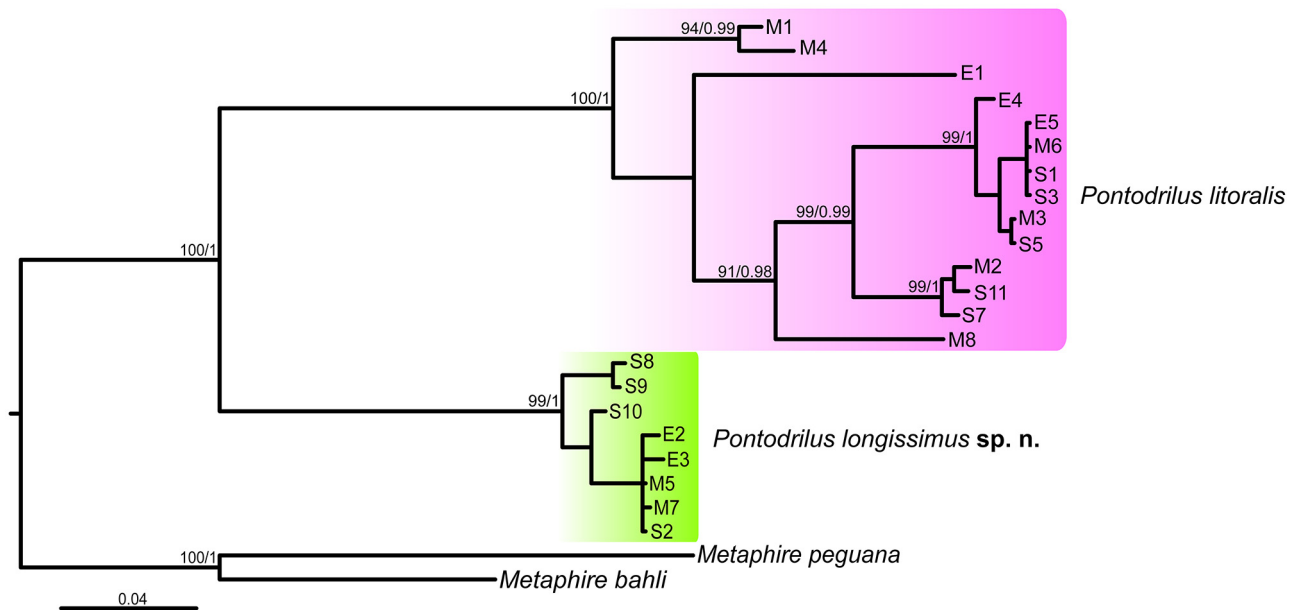 94/0.99 M1
M4
E1
100/1
E4
E5
99/1 M6
S1
S3
Pontodrilus litoralis
99/0.99 M3
S5
100/1
91/0.98 M2
99/1 S11
S7
M8
S8
S9
99/1 S10
E2
Pontodrilus longissimus sp. n.
E3
M5
M7
S2
100/1 Metaphire peguana
Metaphire bahli
0.04